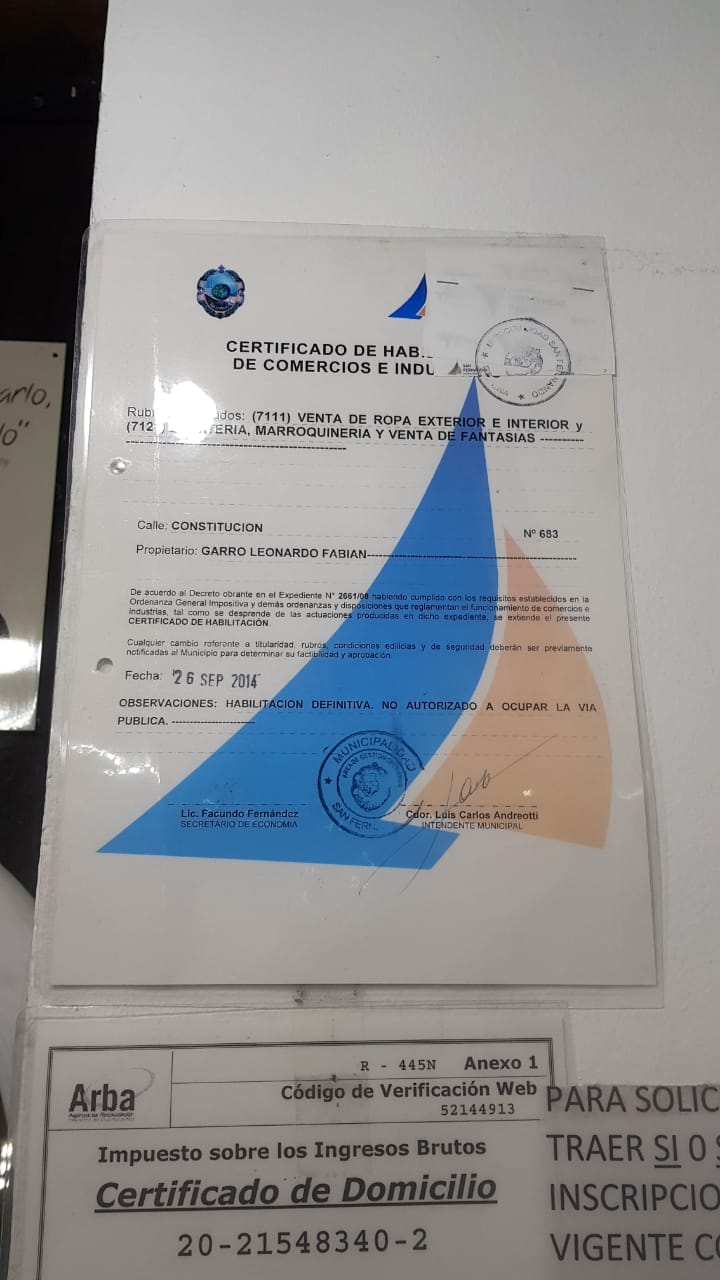 CERTIFICADO DE HAB
DE COMERCIOS E INDU
(7111) VENTA DE ROPA EXTERIOR E INTERIOR y
MARROQUINERIA Y VENTA DE FANTASIAS ----------
MUNICIPALIDAD SAN FERNANDO
Calle: CONSTITUCION
Nº 683
Propietario: GARRO LEONARDO FABIAN
De acuerdo al Decreto obrante en el Expediente N° 2661/08 habiendo cumplido con los requisitos establecidos en la
Ordenanza General Impositiva y demás ordenanzas y disposiciones que reglamentan el funcionamiento de comercios e
industrias, tal como se desprende de las actuaciones producidas en dicho expediente, se extiende el presente
CERTIFICADO DE HABILITACIÓN.
Cualquier cambio referente a titularidad, rubros, condiciones edilicias y de seguridad deberán ser previamente
notificadas al Municipio para determinar su factibilidad y aprobación.
Fecha: 26 SEP 2014
OBSERVACIONES: HABILITACION DEFINITIVA. NO AUTORIZADO A OCUPAR LA VIA
PUBLICA. ----------------------
MUNICIPALIDAD
SAN FERN
Lic. Facundo Fernández
SECRETARIO DE ECONOMIA
Cdor. Luis Carlos Andreotti
INTENDENTE MUNICIPAL
R - 445N Anexo 1
Arba
Código de Verificación Web
52144913
Impuesto sobre los Ingresos Brutos
Certificado de Domicilio
20-21548340-2
PARA SOLIC
TRAER SI O
INSCRIPCIO
VIGENTE